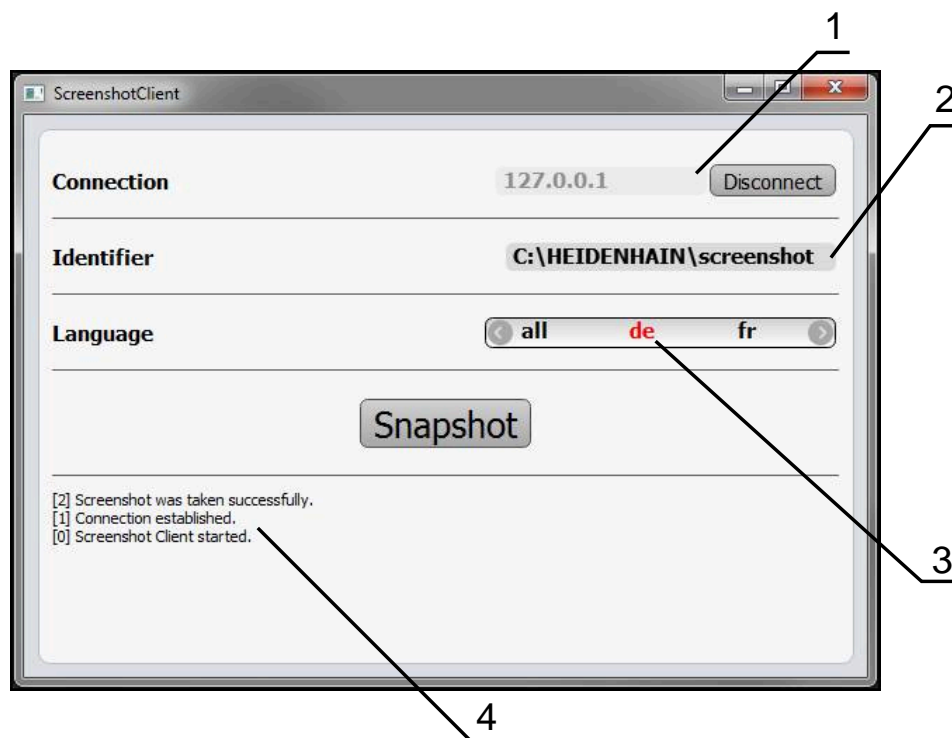 1
ScreenshotClient
2
Connection 127.0.0.1 Disconnect
Identifier C:\HEIDENHAIN\screenshot
Language all de fr
Snapshot
[2] Screenshot was taken successfully.
[1] Connection established.
[0] Screenshot Client started.
3
4